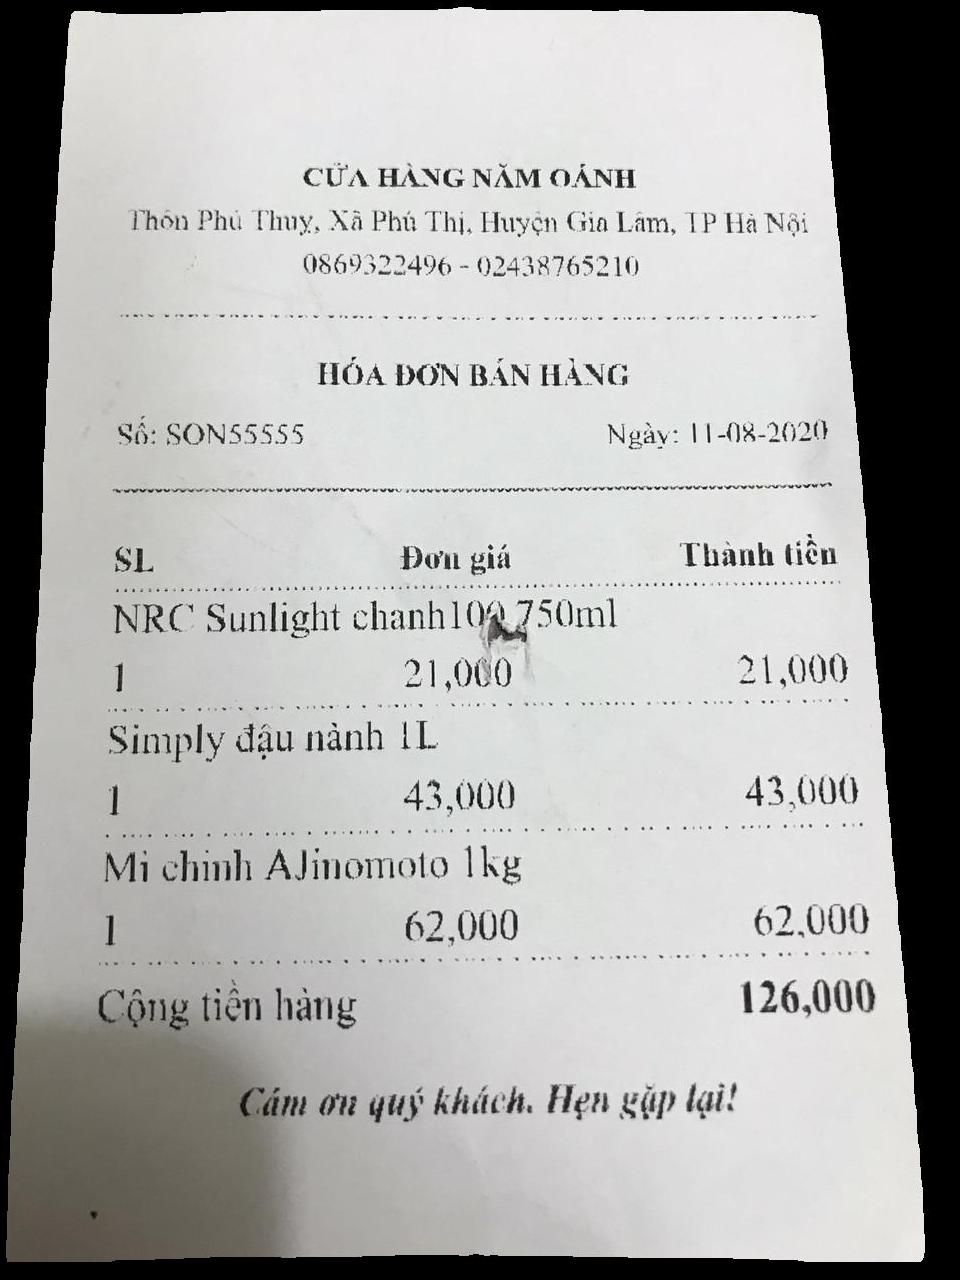 CỬA HÀNG NĂM OÁNH
Thôn Phú Thuỵ, Xã Phú Thị, Huyện Gia Lâm, TP Hà Nội
0869322496 - 02438765210
HÓA ĐƠN BÁN HÀNG
Số: SON55555 Ngày: 11-08-2020
SL Đơn giá Thành tiền
NRC Sunlight chanh100 750ml
1 21,000 21,000
Simply đậu nành 1L
1 43,000 43,000
Mì chính AJinomoto 1kg
1 62,000 62,000
Cộng tiền hàng 126,000
Cám ơn quý khách. Hẹn gặp lại!